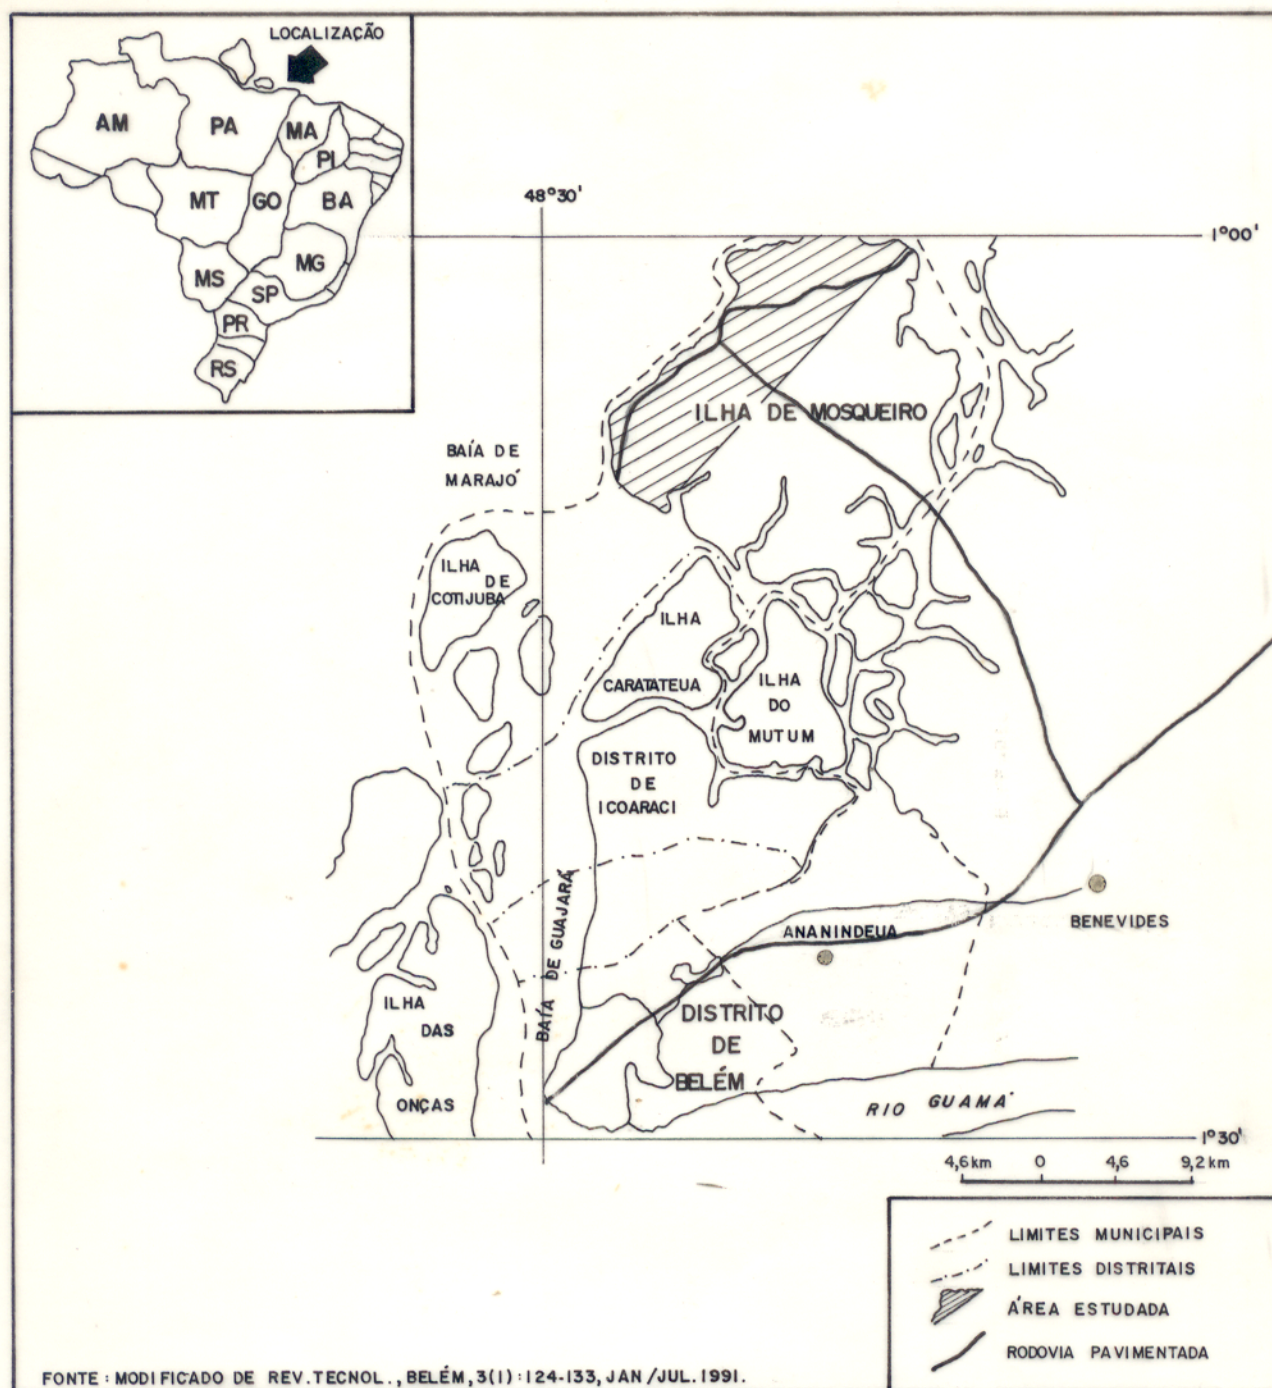 LOCALIZAÇÃO
AM
PA
MA
PI
MT
GO
BA
MS
MG
SP
PR
RS
48°30'
1°00'
ILHA DE MOSQUEIRO
BAÍA DE
MARAJÓ
ILHA
DE
COTIJUBA
ILHA
CARATATEUA
ILHA
DO
MUTUM
DISTRITO
DE
ICOARACI
BAÍA DE GUAJARÁ
ANANINDEUA
BENEVIDES
ILHA
DAS
ONÇAS
DISTRITO
DE
BELÉM
RIO GUAMÁ
1°30'
4,6 km 0 4,6 9,2 km
LIMITES MUNICIPAIS
LIMITES DISTRITAIS
ÁREA ESTUDADA
RODOVIA PAVIMENTADA
FONTE : MODIFICADO DE REV. TECNOL., BELÉM, 3(1):124-133, JAN/JUL. 1991.